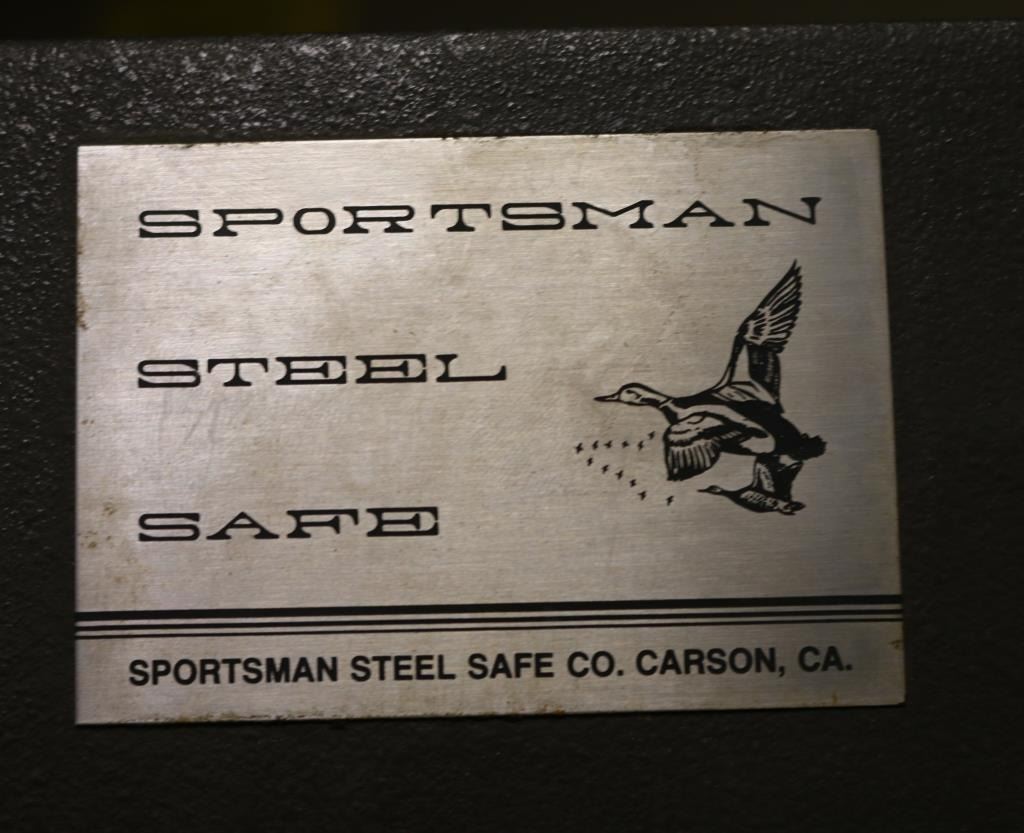 SPORTSMAN
STEEL
SAFE
SPORTSMAN STEEL SAFE CO. CARSON, CA.